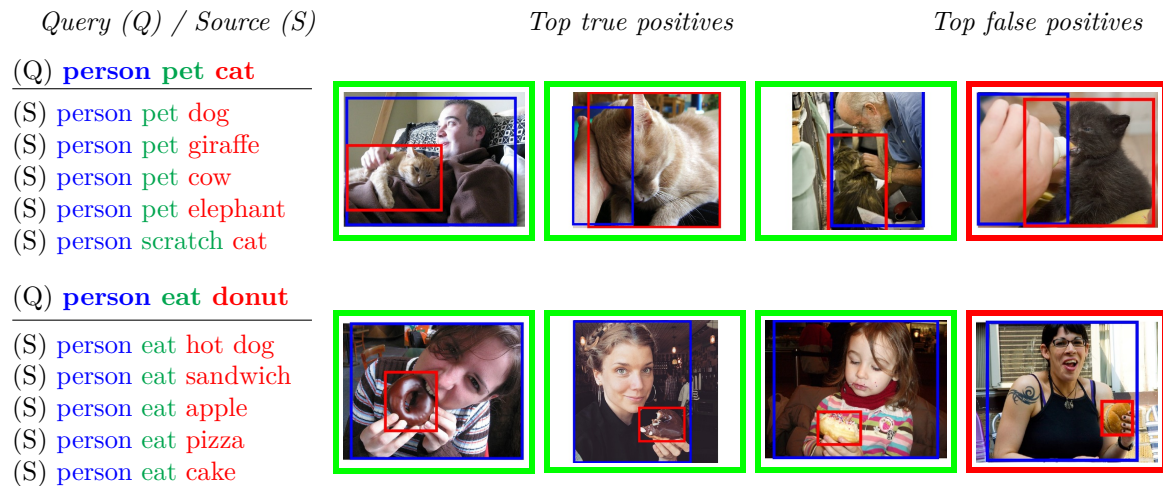 Query (Q) / Source (S)
Top true positives
Top false positives
(Q) person pet cat
(S) person pet dog
(S) person pet giraffe
(S) person pet cow
(S) person pet elephant
(S) person scratch cat
(Q) person eat donut
(S) person eat hot dog
(S) person eat sandwich
(S) person eat apple
(S) person eat pizza
(S) person eat cake